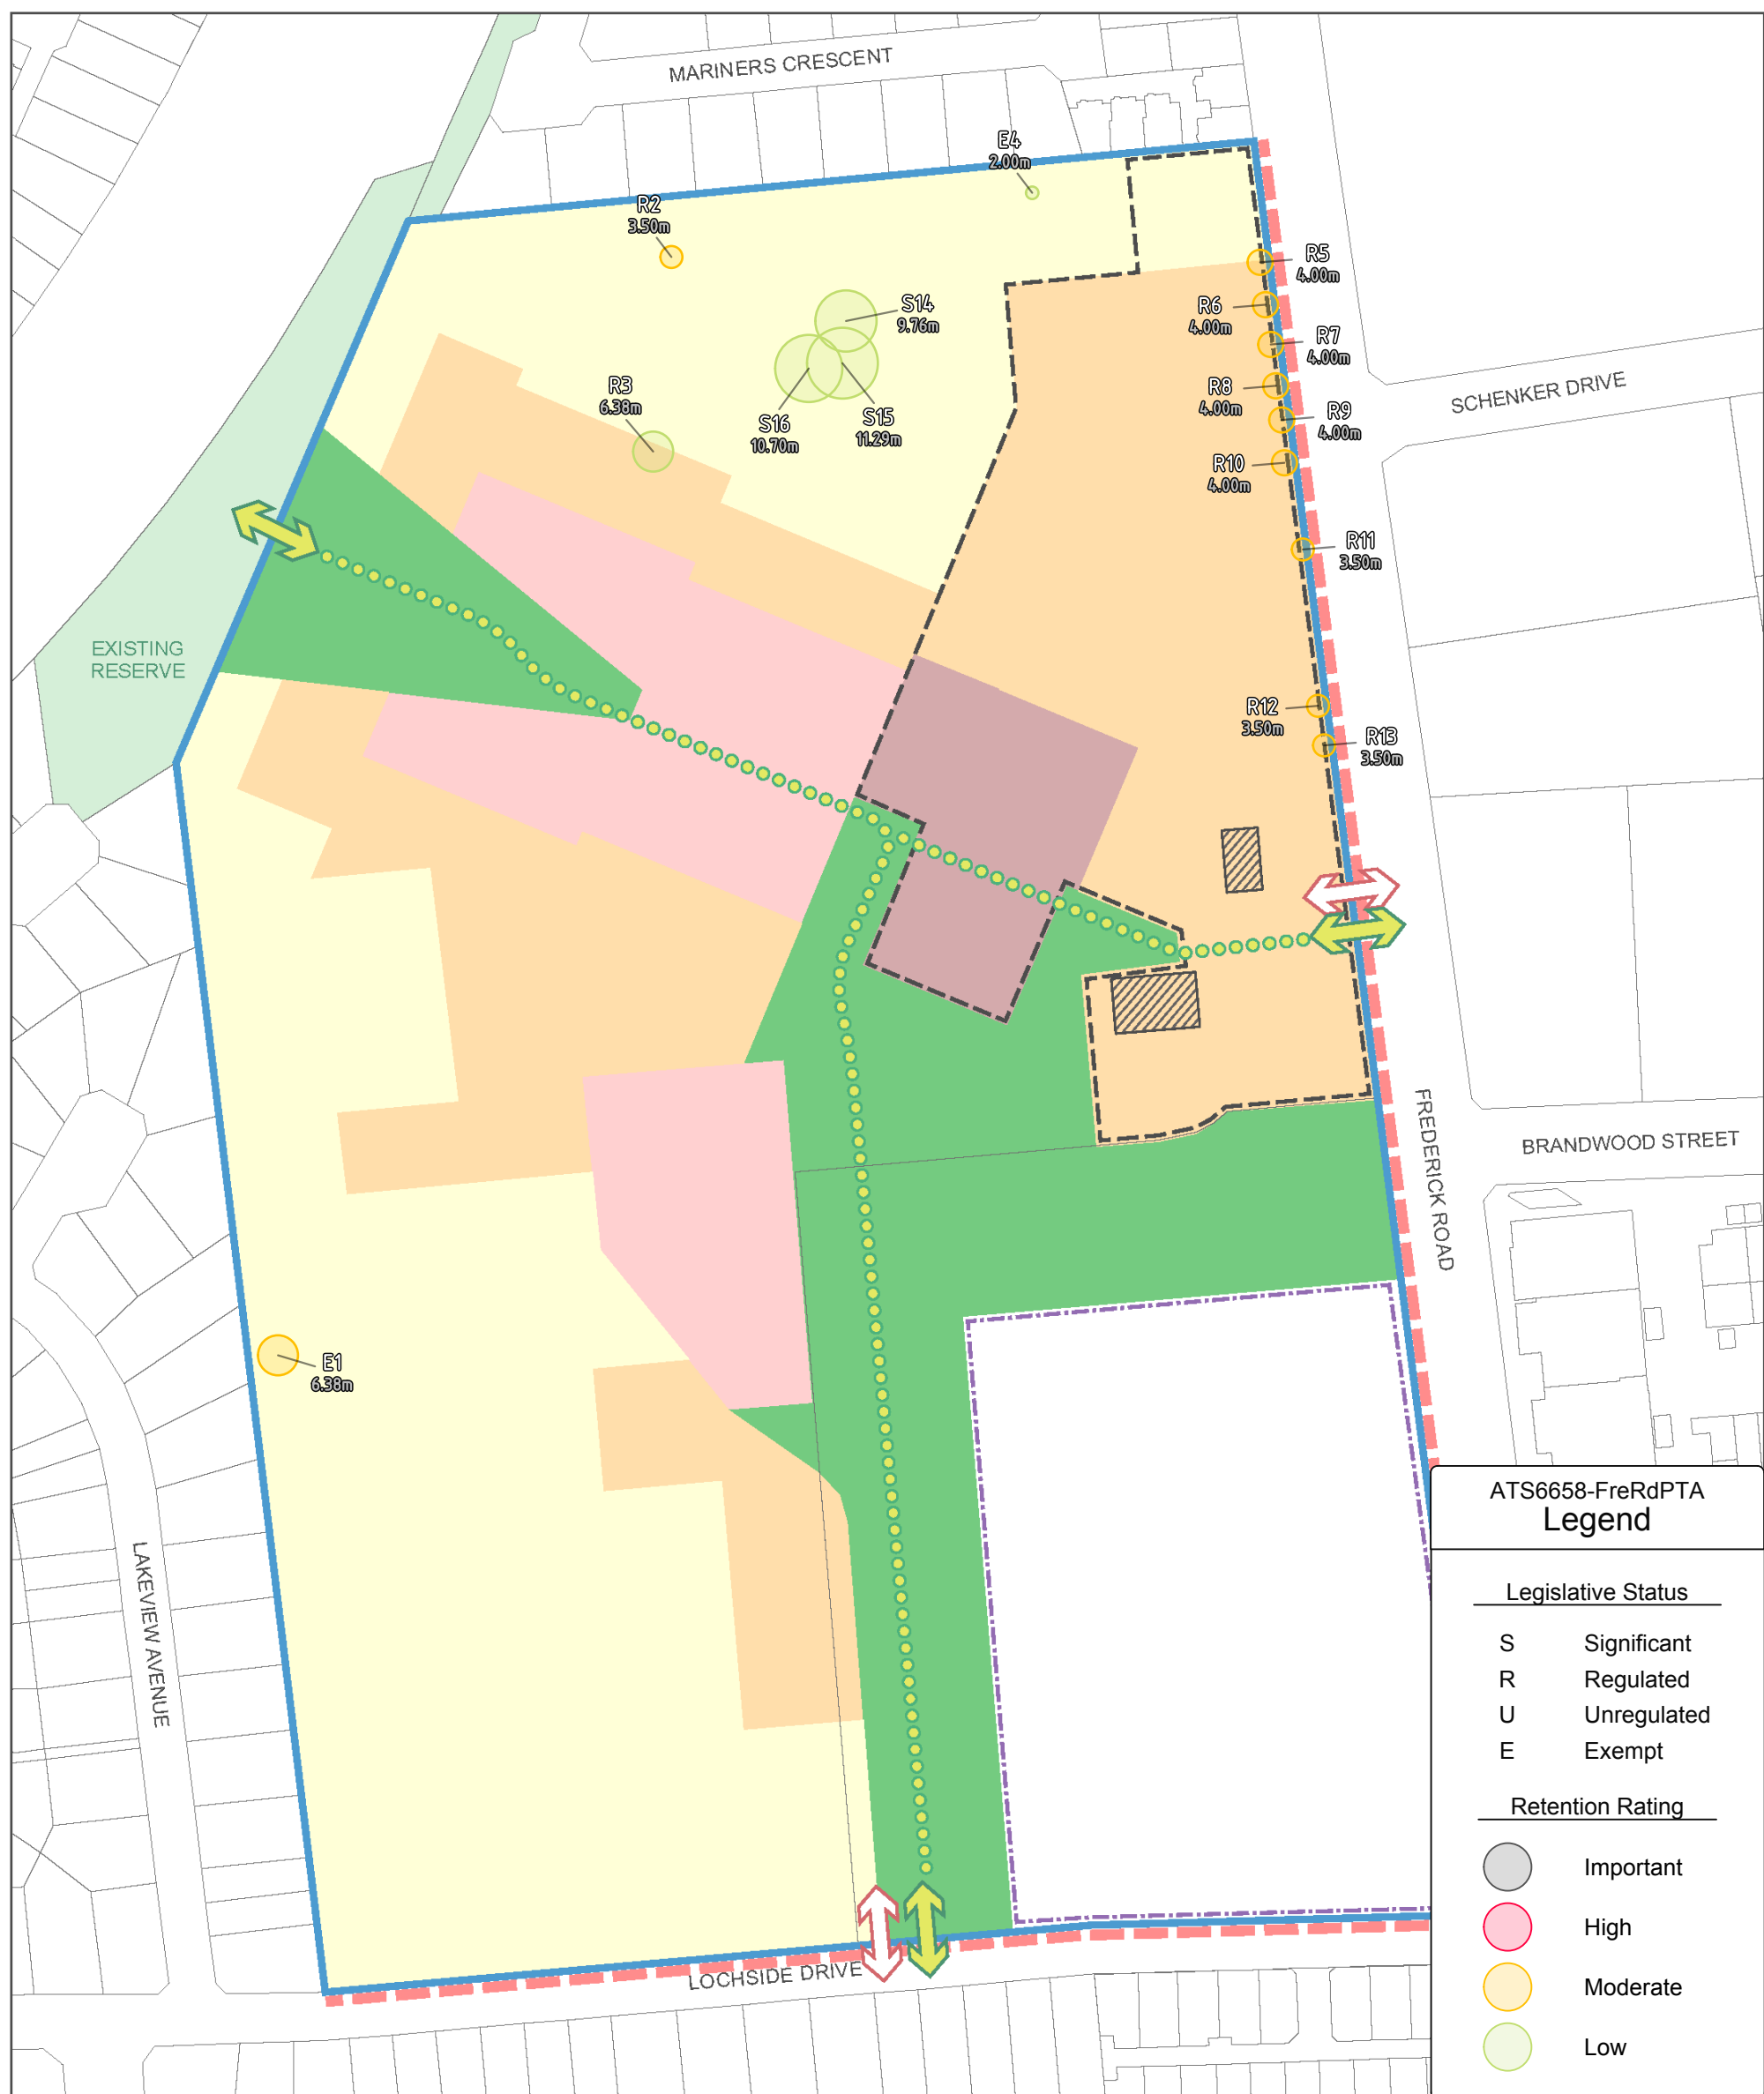 MARINERS CRESCENT
E4
2.00m
R2
3.50m
R5
4.00m
S14
9.76m
R6
4.00m
R7
4.00m
R3
6.38m
R8
4.00m
SCHENKER DRIVE
S16
10.70m
S15
11.29m
R9
4.00m
R10
4.00m
R11
3.50m
EXISTING
RESERVE
R12
3.50m
R13
3.50m
FREDERICK ROAD
BRANDWOOD STREET
E1
6.38m
LAKEVIEW AVENUE
LOCHSIDE DRIVE
ATS6658-FreRdPTA
Legend
Legislative Status
S Significant
R Regulated
U Unregulated
E Exempt
Retention Rating
Important
High
Moderate
Low